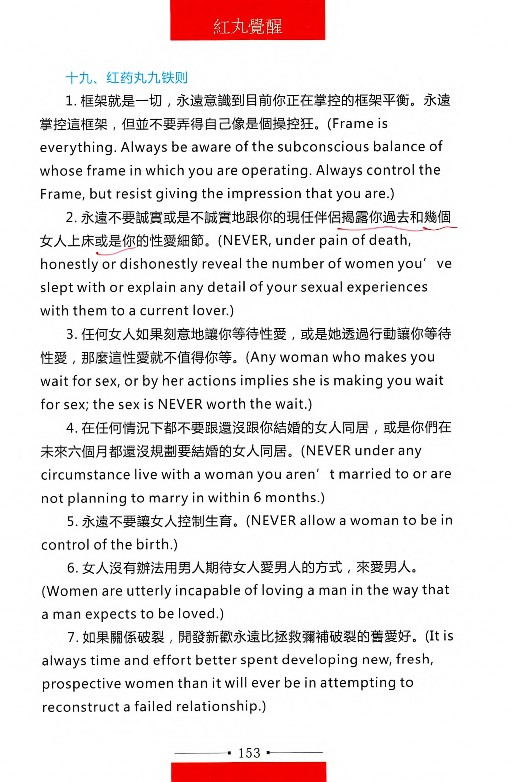 紅丸覺醒
十九、红药丸九铁则
1. 框架就是一切，永遠意識到目前你正在掌控的框架平衡。永遠
掌控這框架，但並不要弄得自己像是個操控狂。(Frame is
everything. Always be aware of the subconscious balance of
whose frame in which you are operating. Always control the
Frame, but resist giving the impression that you are.)
2. 永遠不要誠實或是不誠實地跟你的現任伴侶揭露你過去和幾個
女人上床或是你的性愛細節。(NEVER, under pain of death,
honestly or dishonestly reveal the number of women you’ve
slept with or explain any detail of your sexual experiences
with them to a current lover.)
3. 任何女人如果刻意地讓你等待性愛，或是她透過行動讓你等待
性愛，那麼這性愛就不值得你等。(Any woman who makes you
wait for sex, or by her actions implies she is making you wait
for sex; the sex is NEVER worth the wait.)
4. 在任何情況下都不要跟還沒跟你結婚的女人同居，或是你們在
未來六個月都還沒規劃要結婚的女人同居。(NEVER under any
circumstance live with a woman you aren’t married to or are
not planning to marry in within 6 months.)
5. 永遠不要讓女人控制生育。(NEVER allow a woman to be in
control of the birth.)
6. 女人沒有辦法用男人期待女人愛男人的方式，來愛男人。
(Women are utterly incapable of loving a man in the way that
a man expects to be loved.)
7. 如果關係破裂，開發新歡永遠比拯救彌補破裂的舊愛好。(It is
always time and effort better spent developing new, fresh,
prospective women than it will ever be in attempting to
reconstruct a failed relationship.)
153